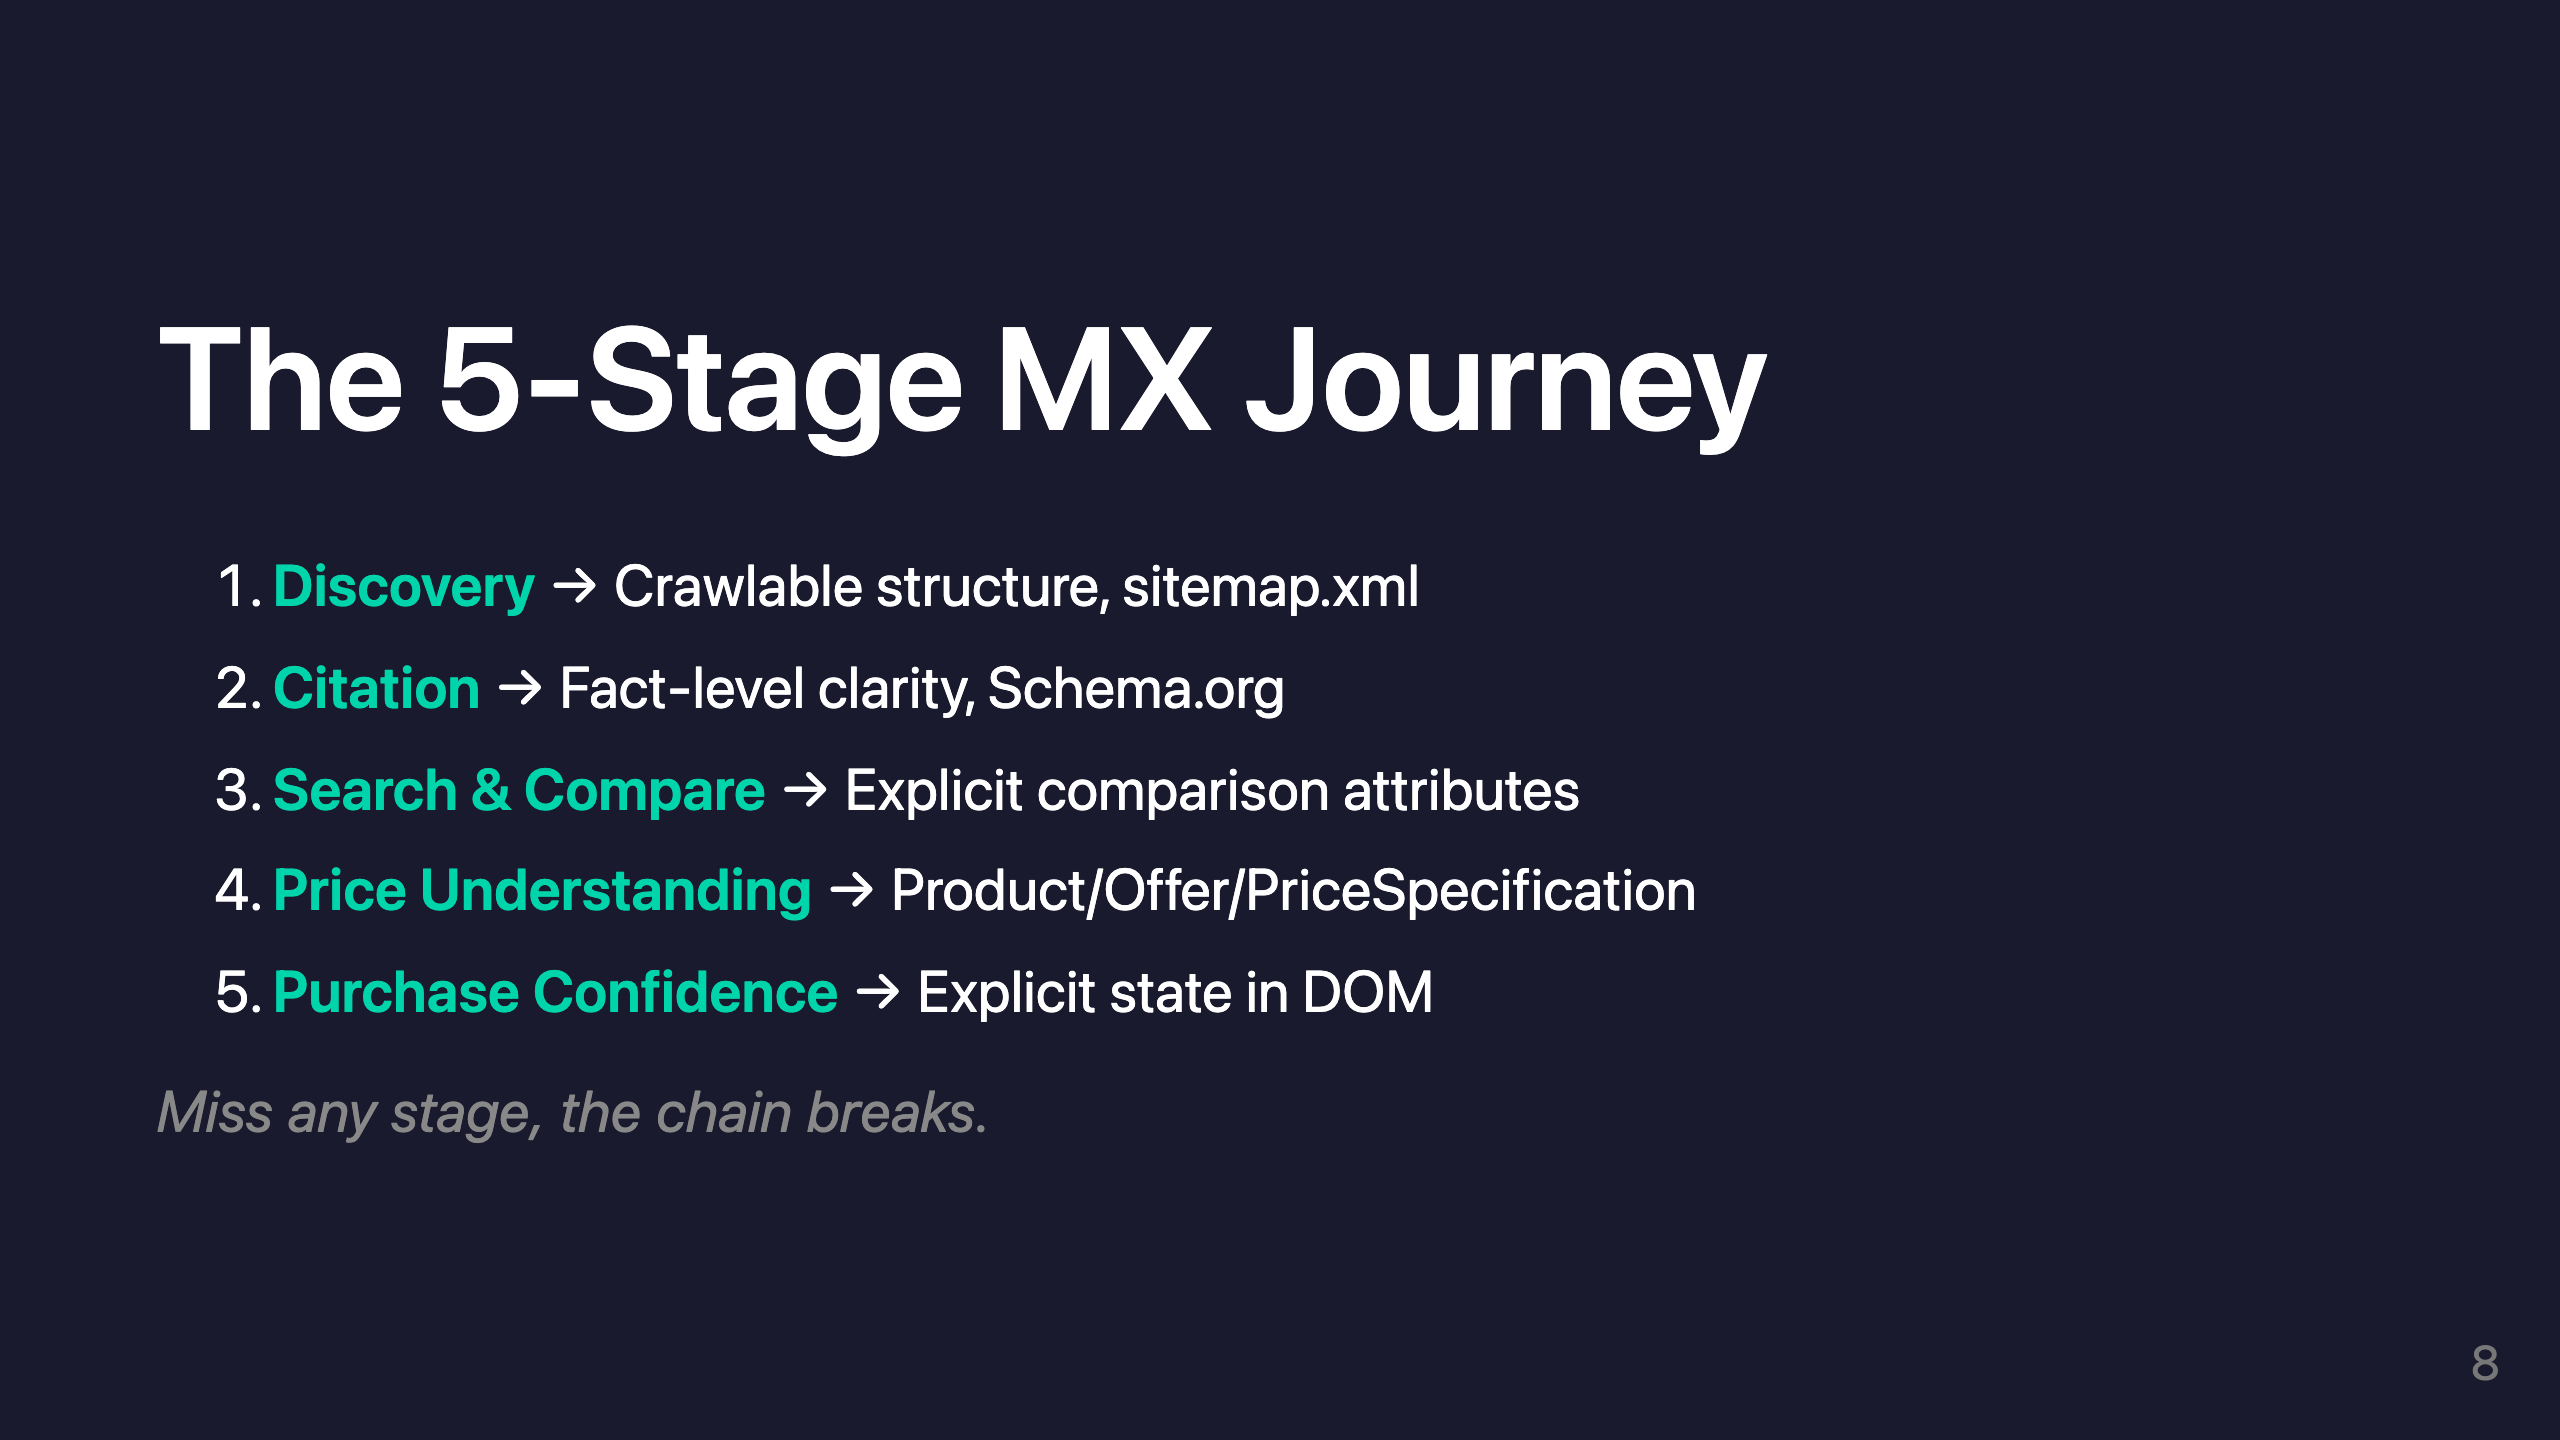 The 5-Stage MX Journey
1. Discovery → Crawlable structure, sitemap.xml
2. Citation → Fact-level clarity, Schema.org
3. Search & Compare → Explicit comparison attributes
4. Price Understanding → Product/Offer/PriceSpecification
5. Purchase Confidence → Explicit state in DOM
Miss any stage, the chain breaks.
8